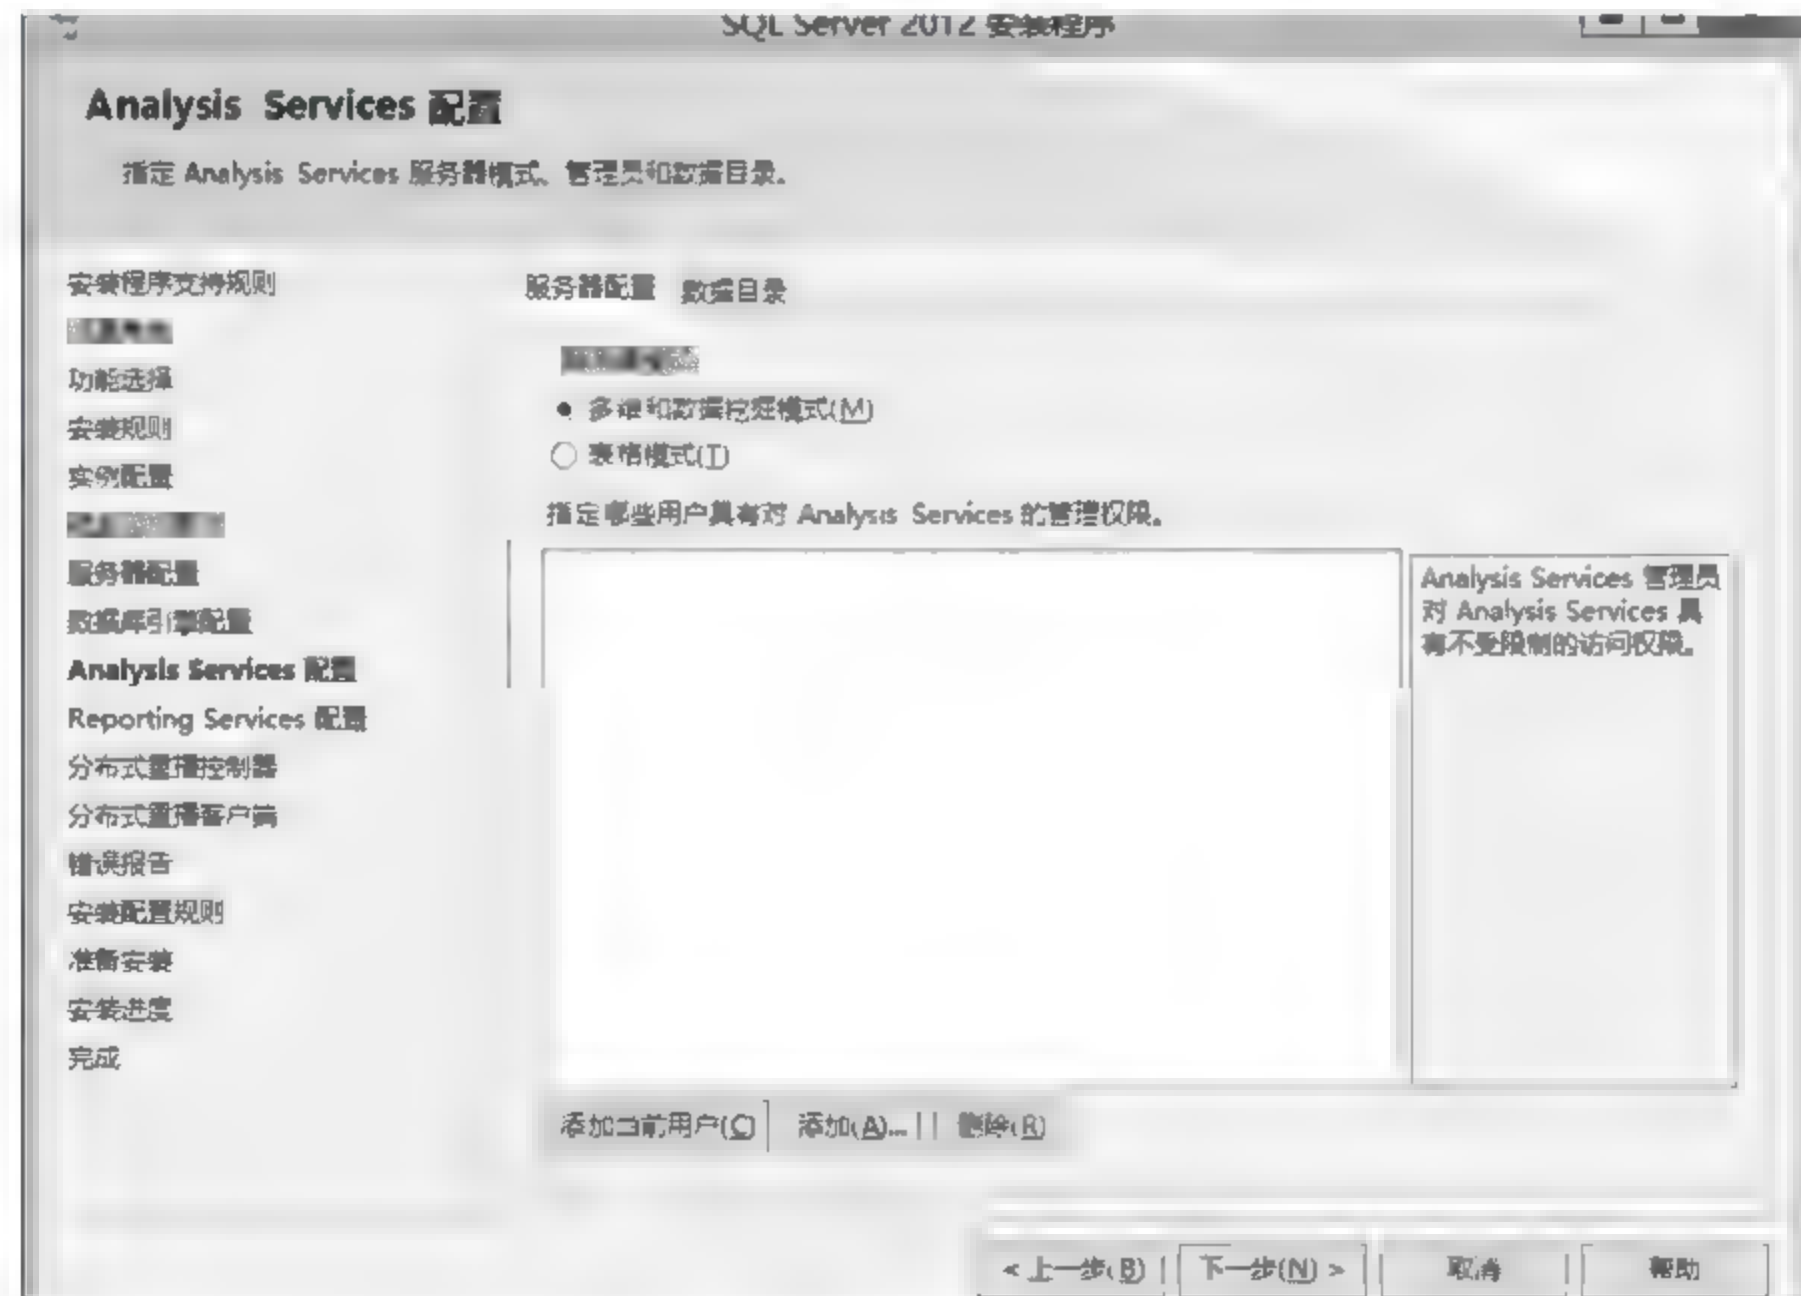 SQL Server 2012 安装程序
Analysis Services 配置
指定 Analysis Services 服务器模式、管理员和数据目录。
安装程序支持规则
功能选择
安装规则
实例配置
服务器配置
数据库引擎配置
Analysis Services 配置
Reporting Services 配置
分布式重播控制器
分布式重播客户端
错误报告
安装配置规则
准备安装
安装进度
完成
服务器配置 数据目录
多维和数据挖掘模式(M)
表格模式(T)
指定哪些用户具有对 Analysis Services 的管理权限。
Analysis Services 管理员
对 Analysis Services 具
有不受限制的访问权限。
添加当前用户(C) 添加(A)... 删除(R)
< 上一步(B) 下一步(N) > 取消 帮助